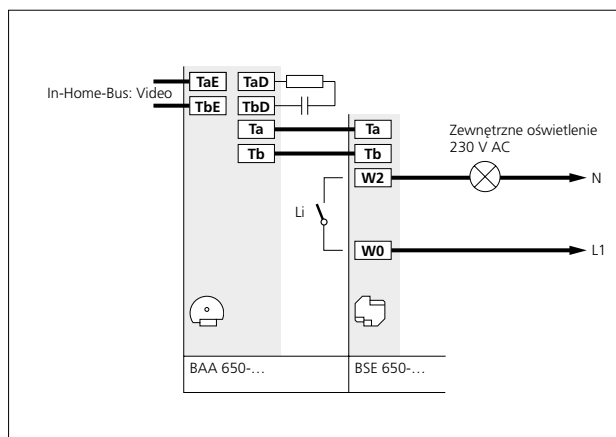 TaE TaD
In-Home-Bus: Video
TbE TbD
Ta Ta
Zewnętrzne oświetlenie
230 V AC
Tb Tb
W2 N
Li
W0 L1
BAA 650-… BSE 650-…